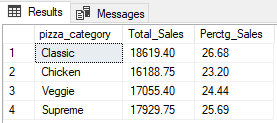 Results Messages
pizza_category Total_Sales Perctg_Sales
1 Classic 18619.40 26.68
2 Chicken 16188.75 23.20
3 Veggie 17055.40 24.44
4 Supreme 17929.75 25.69